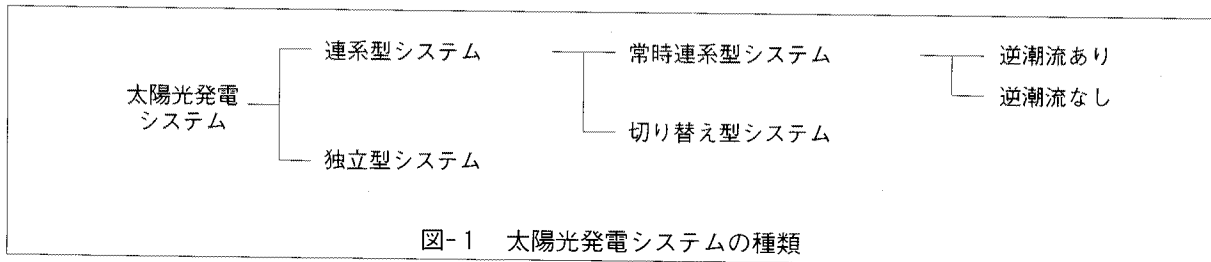 連系型システム
常時連系型システム
逆潮流あり
太陽光発電
システム
逆潮流なし
切り替え型システム
独立型システム
図-1 太陽光発電システムの種類